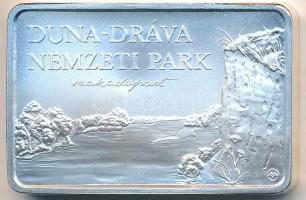 DUNA-DRÁVA
NEMZETI PARK
szakadópart